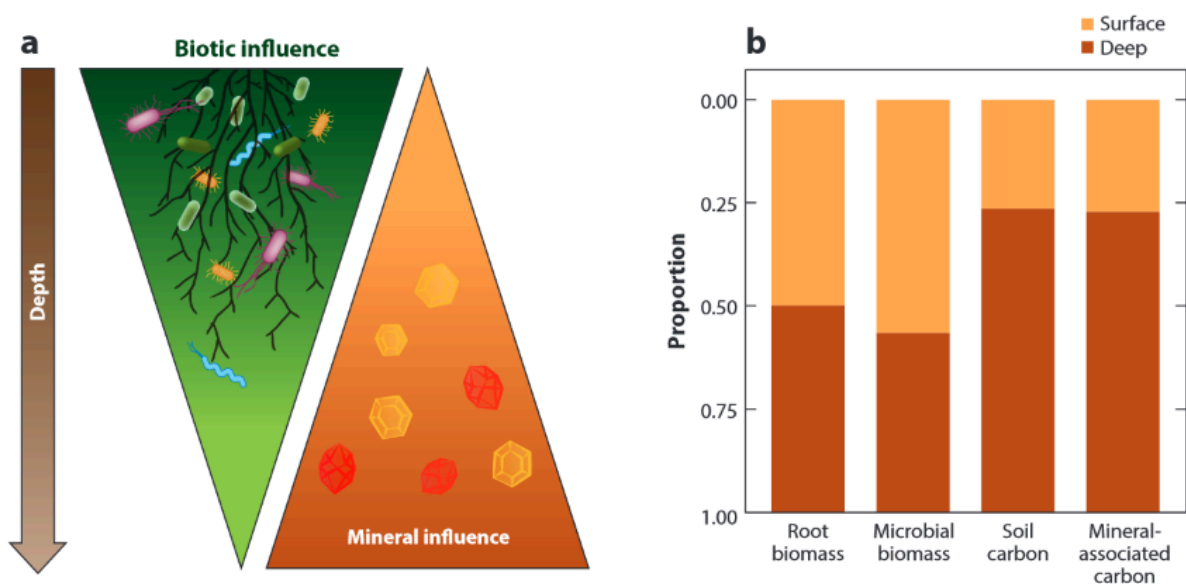 a
Biotic influence
Depth
Mineral influence
b
Surface
Deep
Proportion
0.00
0.25
0.50
0.75
1.00
Root
biomass
Microbial
biomass
Soil
carbon
Mineral-
associated
carbon